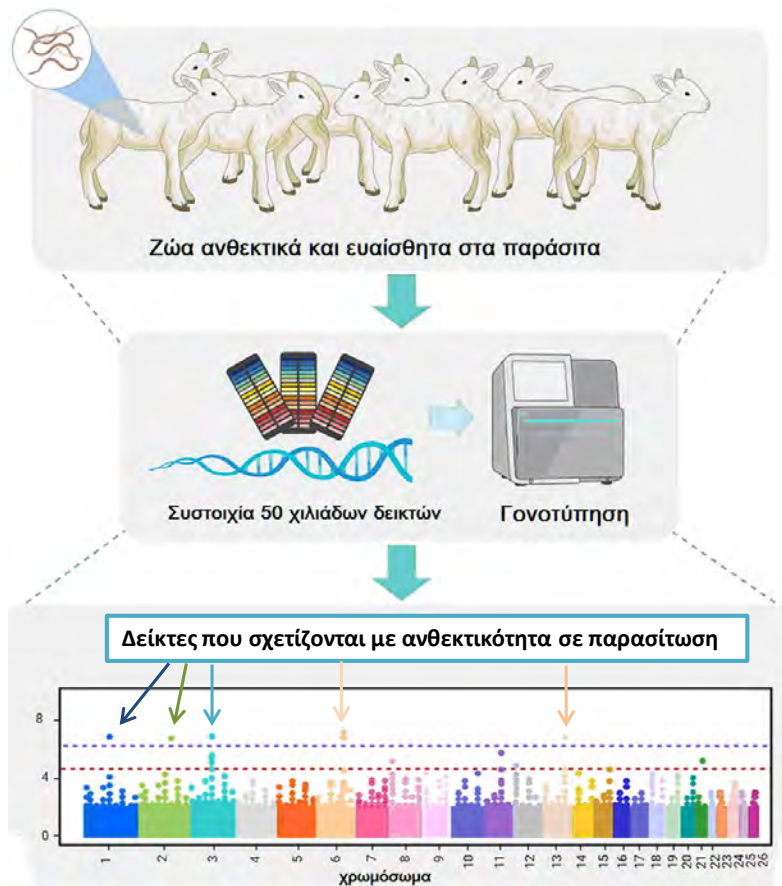 Ζώα ανθεκτικά και ευαίσθητα στα παράσιτα
Συστοιχία 50 χιλιάδων δεικτών
Γονοτύπηση
Δείκτες που σχετίζονται με ανθεκτικότητα σε παρασίτωση
8
4
0
1 2 3 4 5 6 7 8 9 10 11 12 13 14 15 16 17 18 19 20 21 22 23 24 25 26
χρωμόσωμα